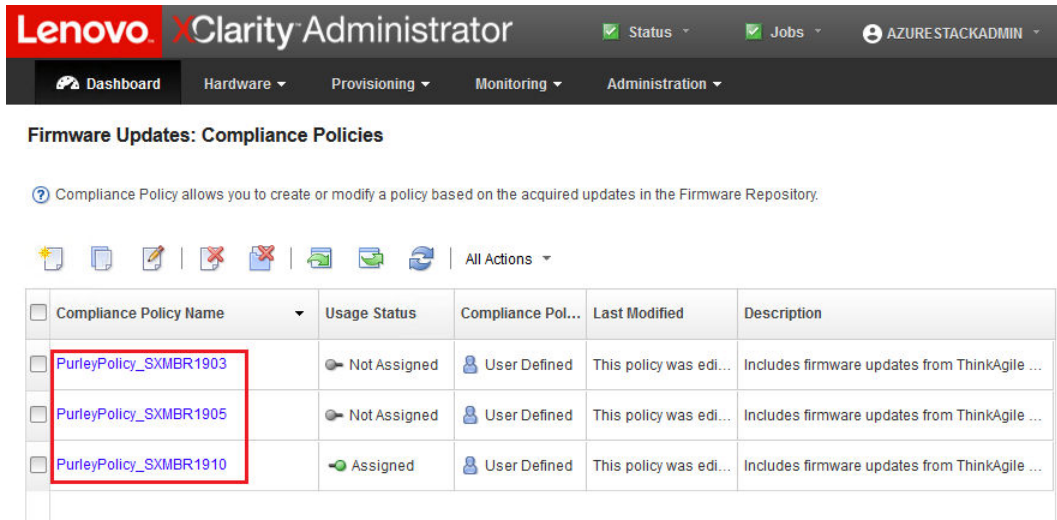 Lenovo. XClarity Administrator Status Jobs AZURESTACKADMIN
Dashboard Hardware Provisioning Monitoring Administration
Firmware Updates: Compliance Policies
? Compliance Policy allows you to create or modify a policy based on the acquired updates in the Firmware Repository.
All Actions
Compliance Policy Name Usage Status Compliance Pol... Last Modified Description
PurleyPolicy_SXMBR1903 Not Assigned User Defined This policy was edi... Includes firmware updates from ThinkAgile ...
PurleyPolicy_SXMBR1905 Not Assigned User Defined This policy was edi... Includes firmware updates from ThinkAgile ...
PurleyPolicy_SXMBR1910 Assigned User Defined This policy was edi... Includes firmware updates from ThinkAgile ...